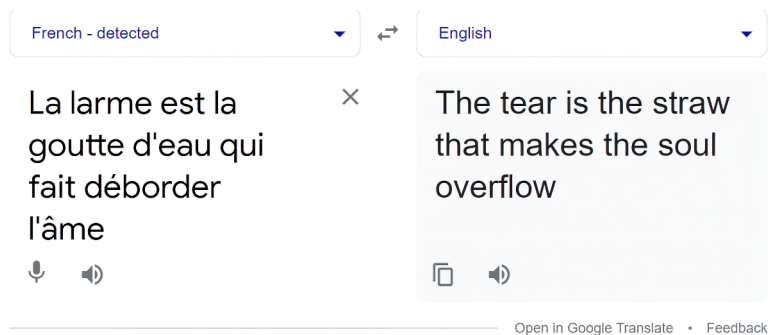 French - detected
English
La larme est la
goutte d'eau qui
fait déborder
l'âme
The tear is the straw
that makes the soul
overflow
Open in Google Translate • Feedback